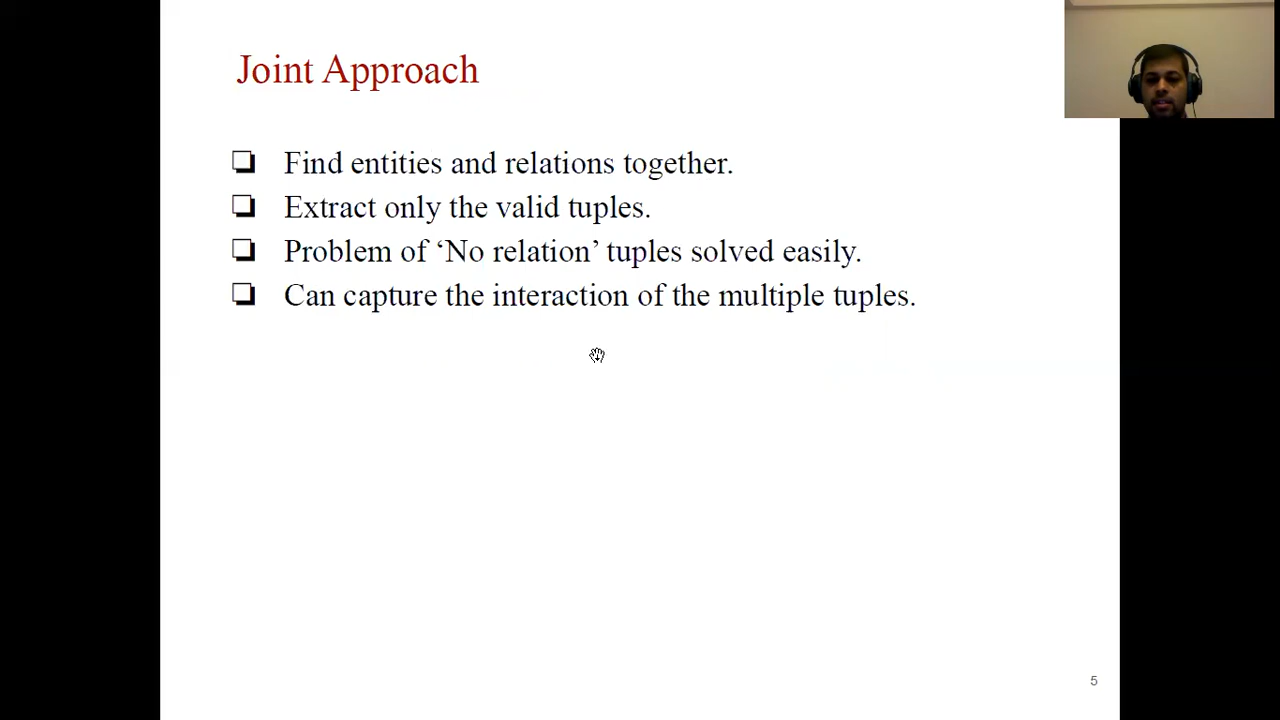 Joint Approach
Find entities and relations together.
Extract only the valid tuples.
Problem of ‘No relation’ tuples solved easily.
Can capture the interaction of the multiple tuples.
5